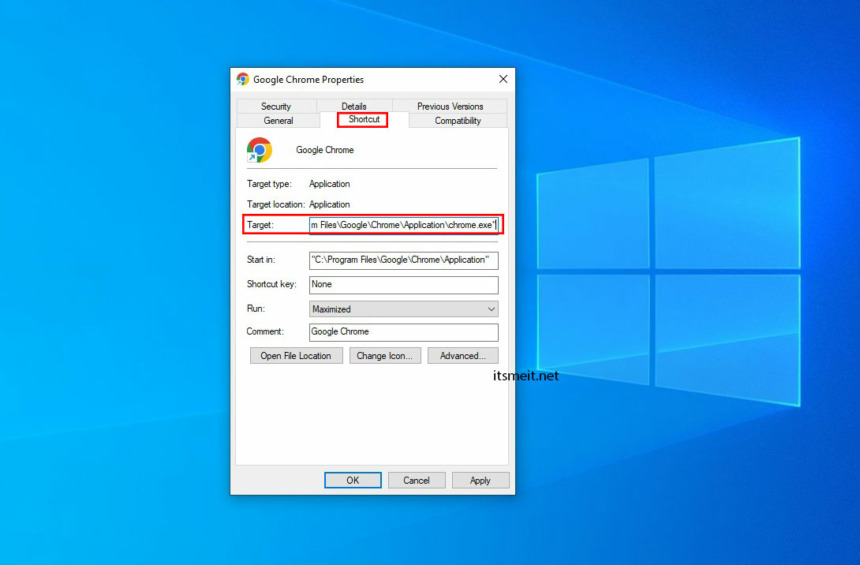 Google Chrome Properties
Security Details Previous Versions
General Shortcut Compatibility
Google Chrome
Target type: Application
Target location: Application
Target: m Files\Google\Chrome\Application\chrome.exe"
Start in: "C:\Program Files\Google\Chrome\Application"
Shortcut key: None
Run: Maximized
Comment: Google Chrome
Open File Location Change Icon... Advanced...
itsmeit.net
OK Cancel Apply